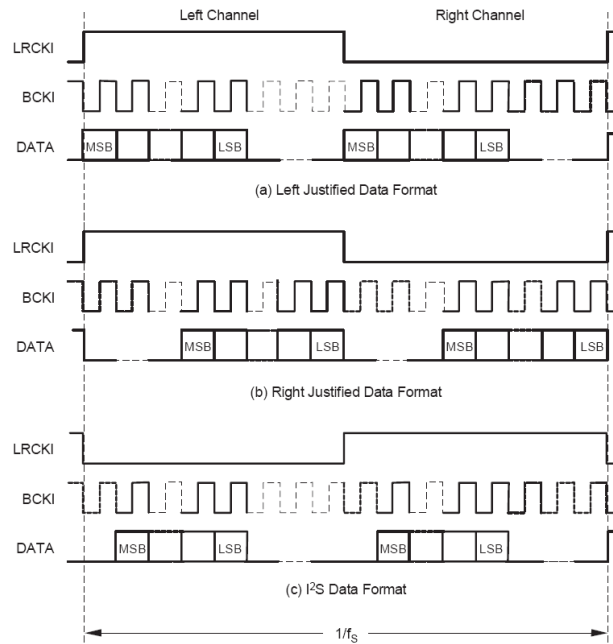 Left Channel Right Channel
LRCKI
BCKI
DATA MSB LSB MSB LSB
(a) Left Justified Data Format
LRCKI
BCKI
DATA MSB LSB MSB LSB
(b) Right Justified Data Format
LRCKI
BCKI
DATA MSB LSB MSB LSB
(c) I²S Data Format
1/fS